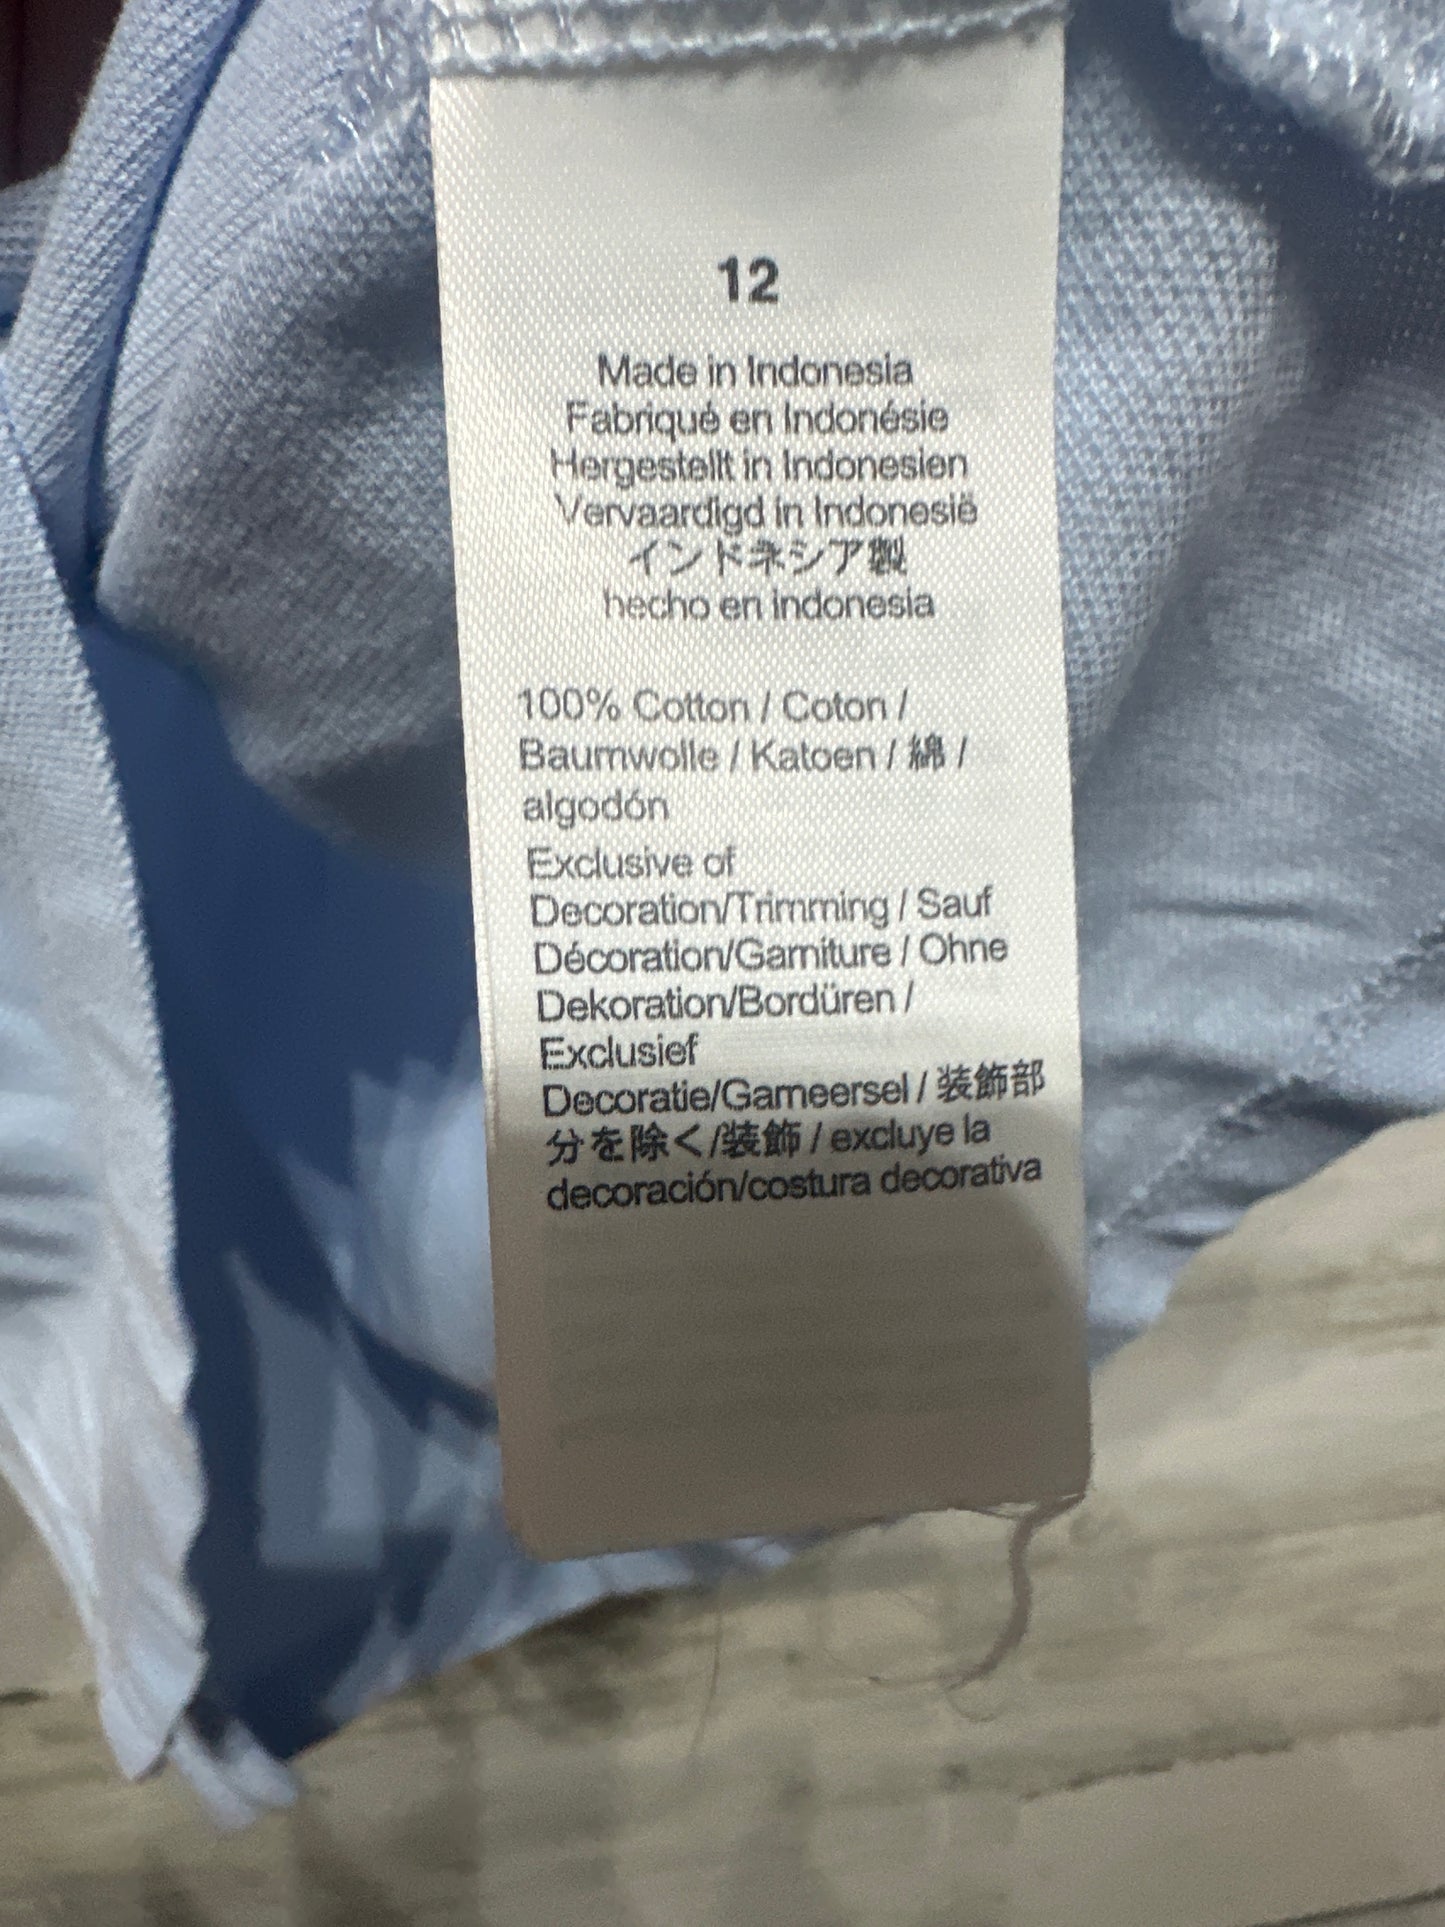 12
Made in Indonesia
Fabriqué en Indonésie
Hergestellt in Indonesien
Vervaardigd in Indonesië
インドネシア製
hecho en indonesia
100% Cotton / Coton /
Baumwolle / Katoen / 綿 /
algodón
Exclusive of
Decoration/Trimming / Sauf
Décoration/Garniture / Ohne
Dekoration/Bordüren /
Exclusief
Decoratie/Garneersel / 装飾部
分を除く/装飾 / excluye la
decoración/costura decorativa